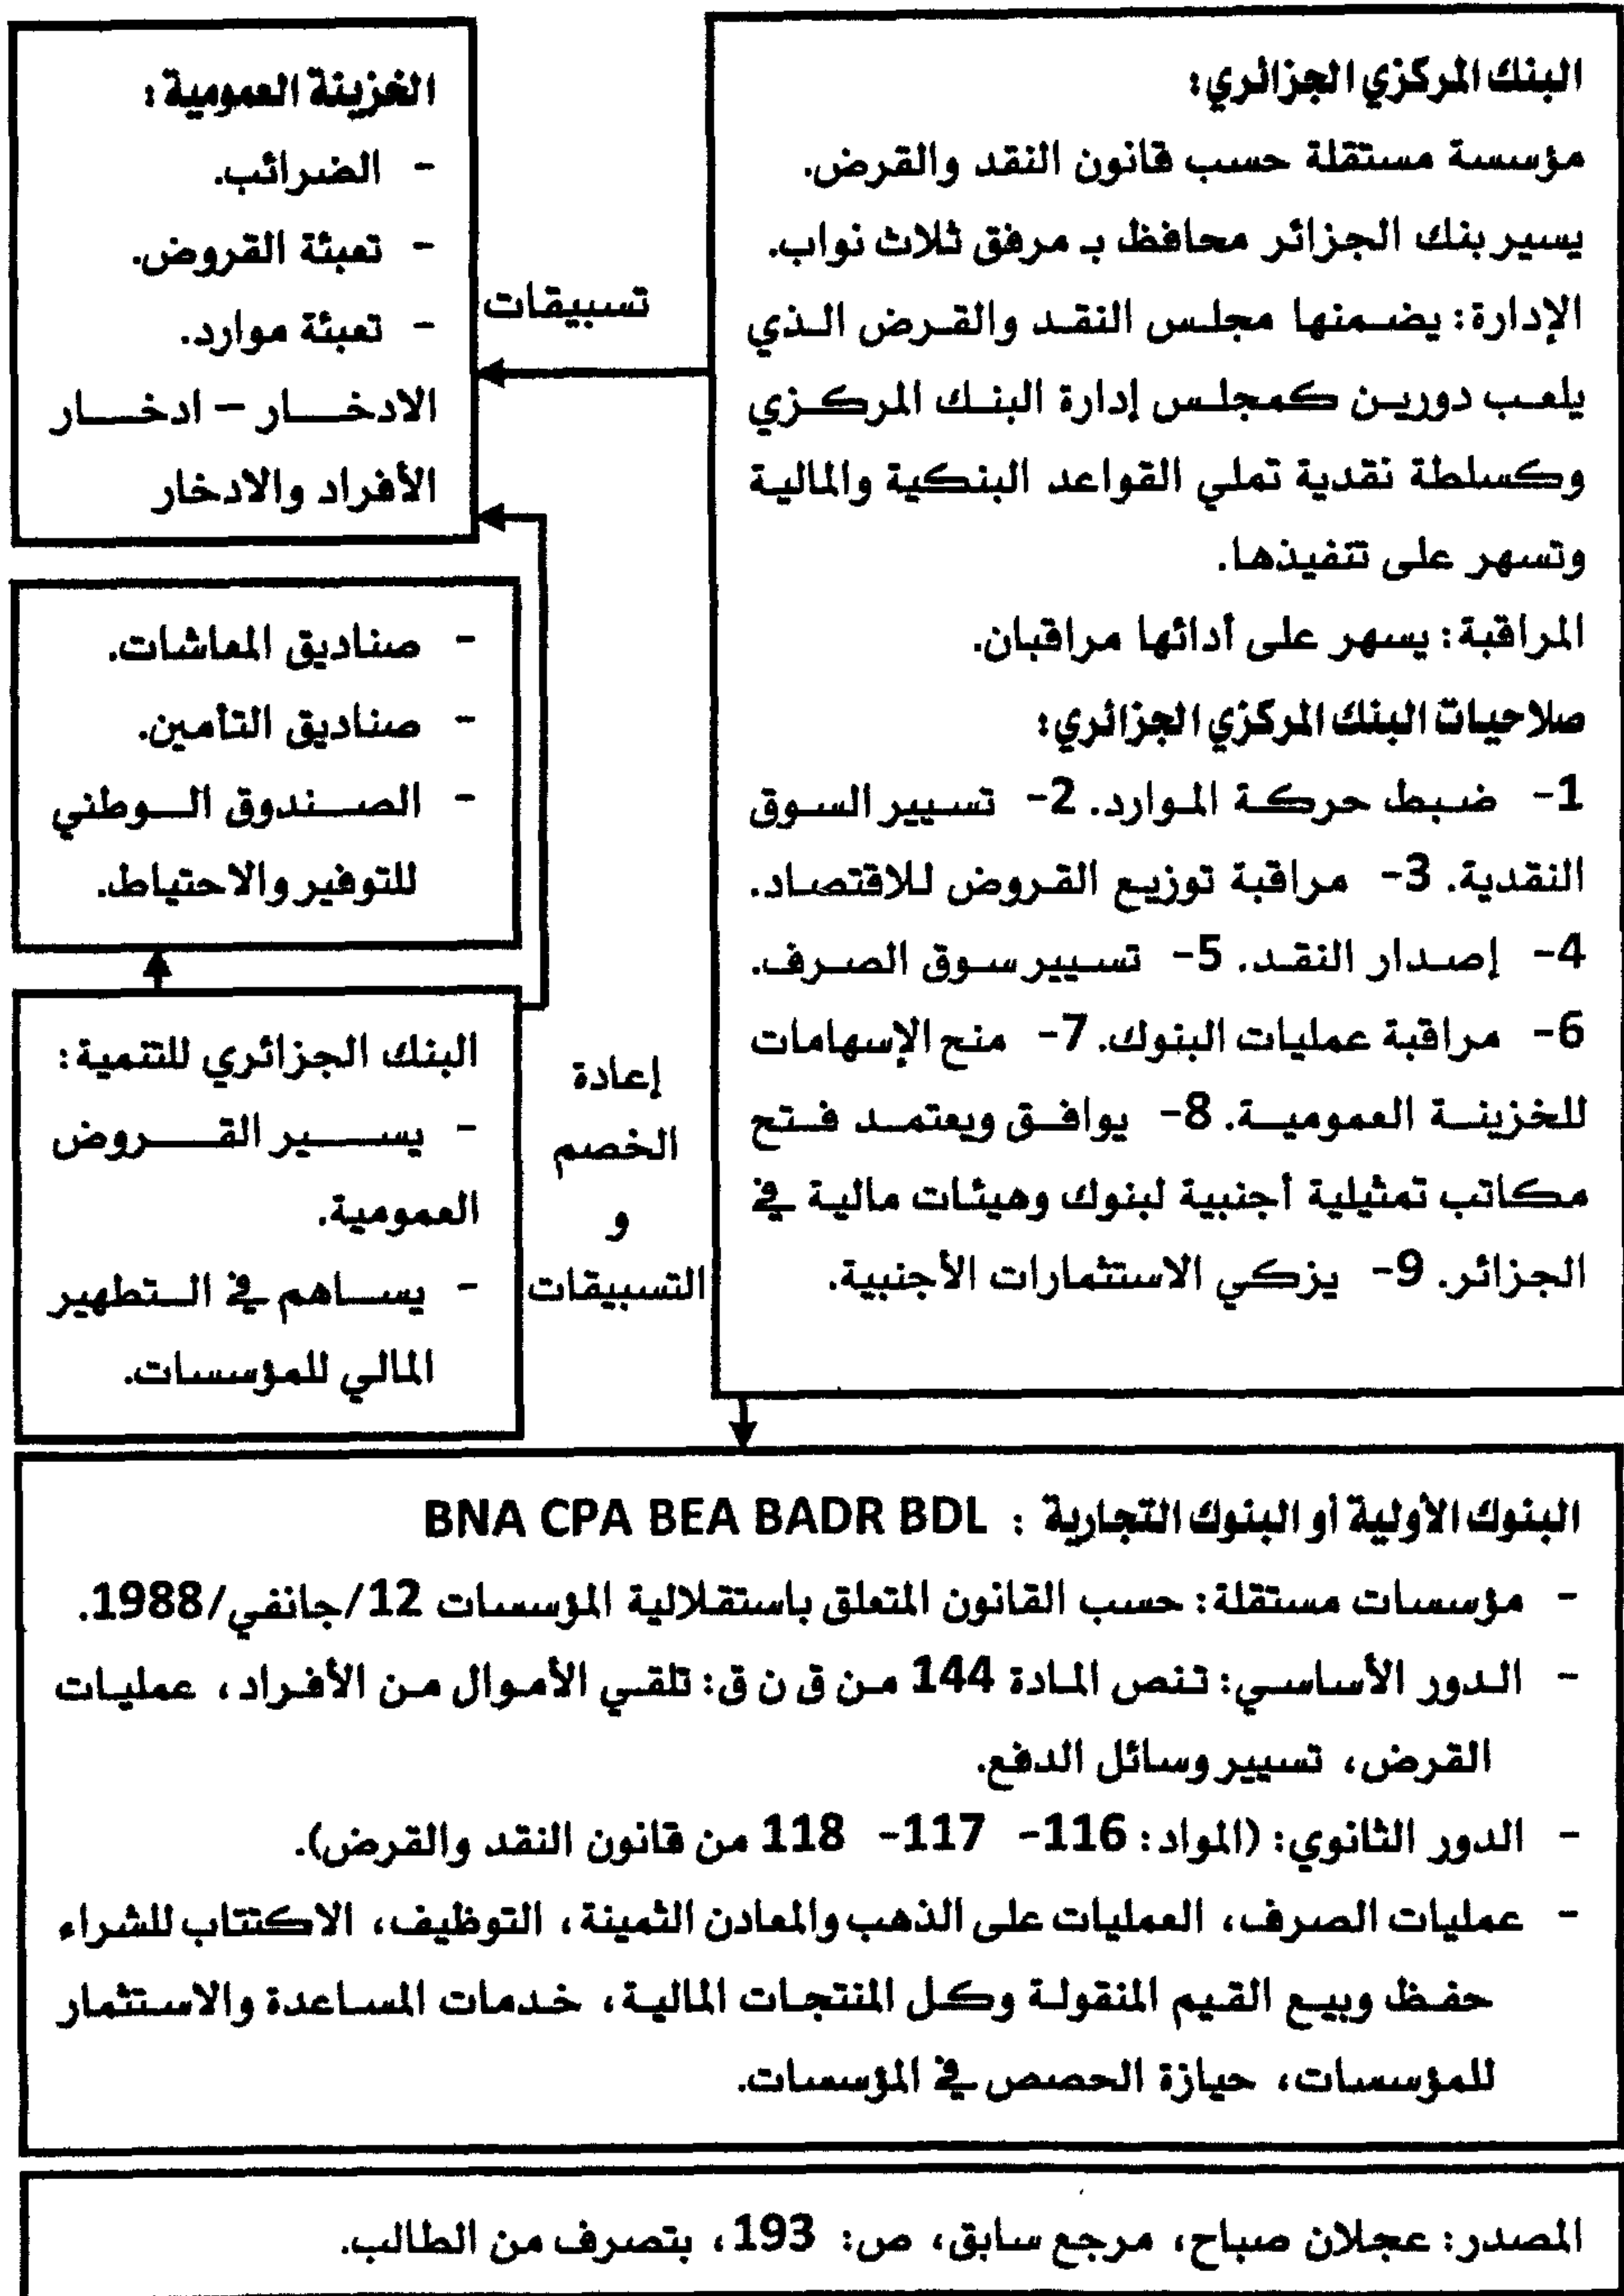 البنك المركزي الجزائري:
مؤسسة مستقلة حسب قانون النقد والقرض.
يسير بنك الجزائر محافظ بـ مرفق ثلاث نواب.
الإدارة: يضمنها مجلس النقد والقرض الذي
يلعب دورين كمجلس إدارة البنك المركزي
وكسلطة نقدية تملي القواعد البنكية والمالية
وتسهر على تنفيذها.
المراقبة: يسهر على أدائها مراقبان.
صلاحيات البنك المركزي الجزائري:
1- ضبط حركة الموارد. 2- تسيير السوق
النقدية. 3- مراقبة توزيع القروض للاقتصاد.
4- إصدار النقد. 5- تسيير سوق الصرف.
6- مراقبة عمليات البنوك. 7- منح الإسهامات
للخزينة العمومية. 8- يوافق ويعتمد فتح
مكاتب تمثيلية أجنبية لبنوك وهيئات مالية في
الجزائر. 9- يزكي الاستثمارات الأجنبية.
تسبيقات
الخزينة العمومية:
- الضرائب.
- تعبئة القروض.
- تعبئة موارد.
الادخار – ادخار
الأفراد والادخار
- صناديق المعاشات.
- صناديق التأمين.
- الصندوق الوطني
للتوفير والاحتياط.
إعادة
الخصم
و
التسبيقات
البنك الجزائري للتنمية:
- يسير القروض
العمومية.
- يساهم في التطهير
المالي للمؤسسات.
البنوك الأولية أو البنوك التجارية : BNA CPA BEA BADR BDL
- مؤسسات مستقلة: حسب القانون المتعلق باستقلالية المؤسسات 12/جانفي/1988.
- الدور الأساسي: تنص المادة 144 من ق ن ق: تلقي الأموال من الأفراد، عمليات
القرض، تسيير وسائل الدفع.
- الدور الثانوي: (المواد: 116- 117- 118 من قانون النقد والقرض).
- عمليات الصرف، العمليات على الذهب والمعادن الثمينة، التوظيف، الاكتتاب للشراء
حفظ وبيع القيم المنقولة وكل المنتجات المالية، خدمات المساعدة والاستثمار
للمؤسسات، حيازة الحصص في المؤسسات.
المصدر: عجلان صباح، مرجع سابق، ص: 193، بتصرف من الطالب.